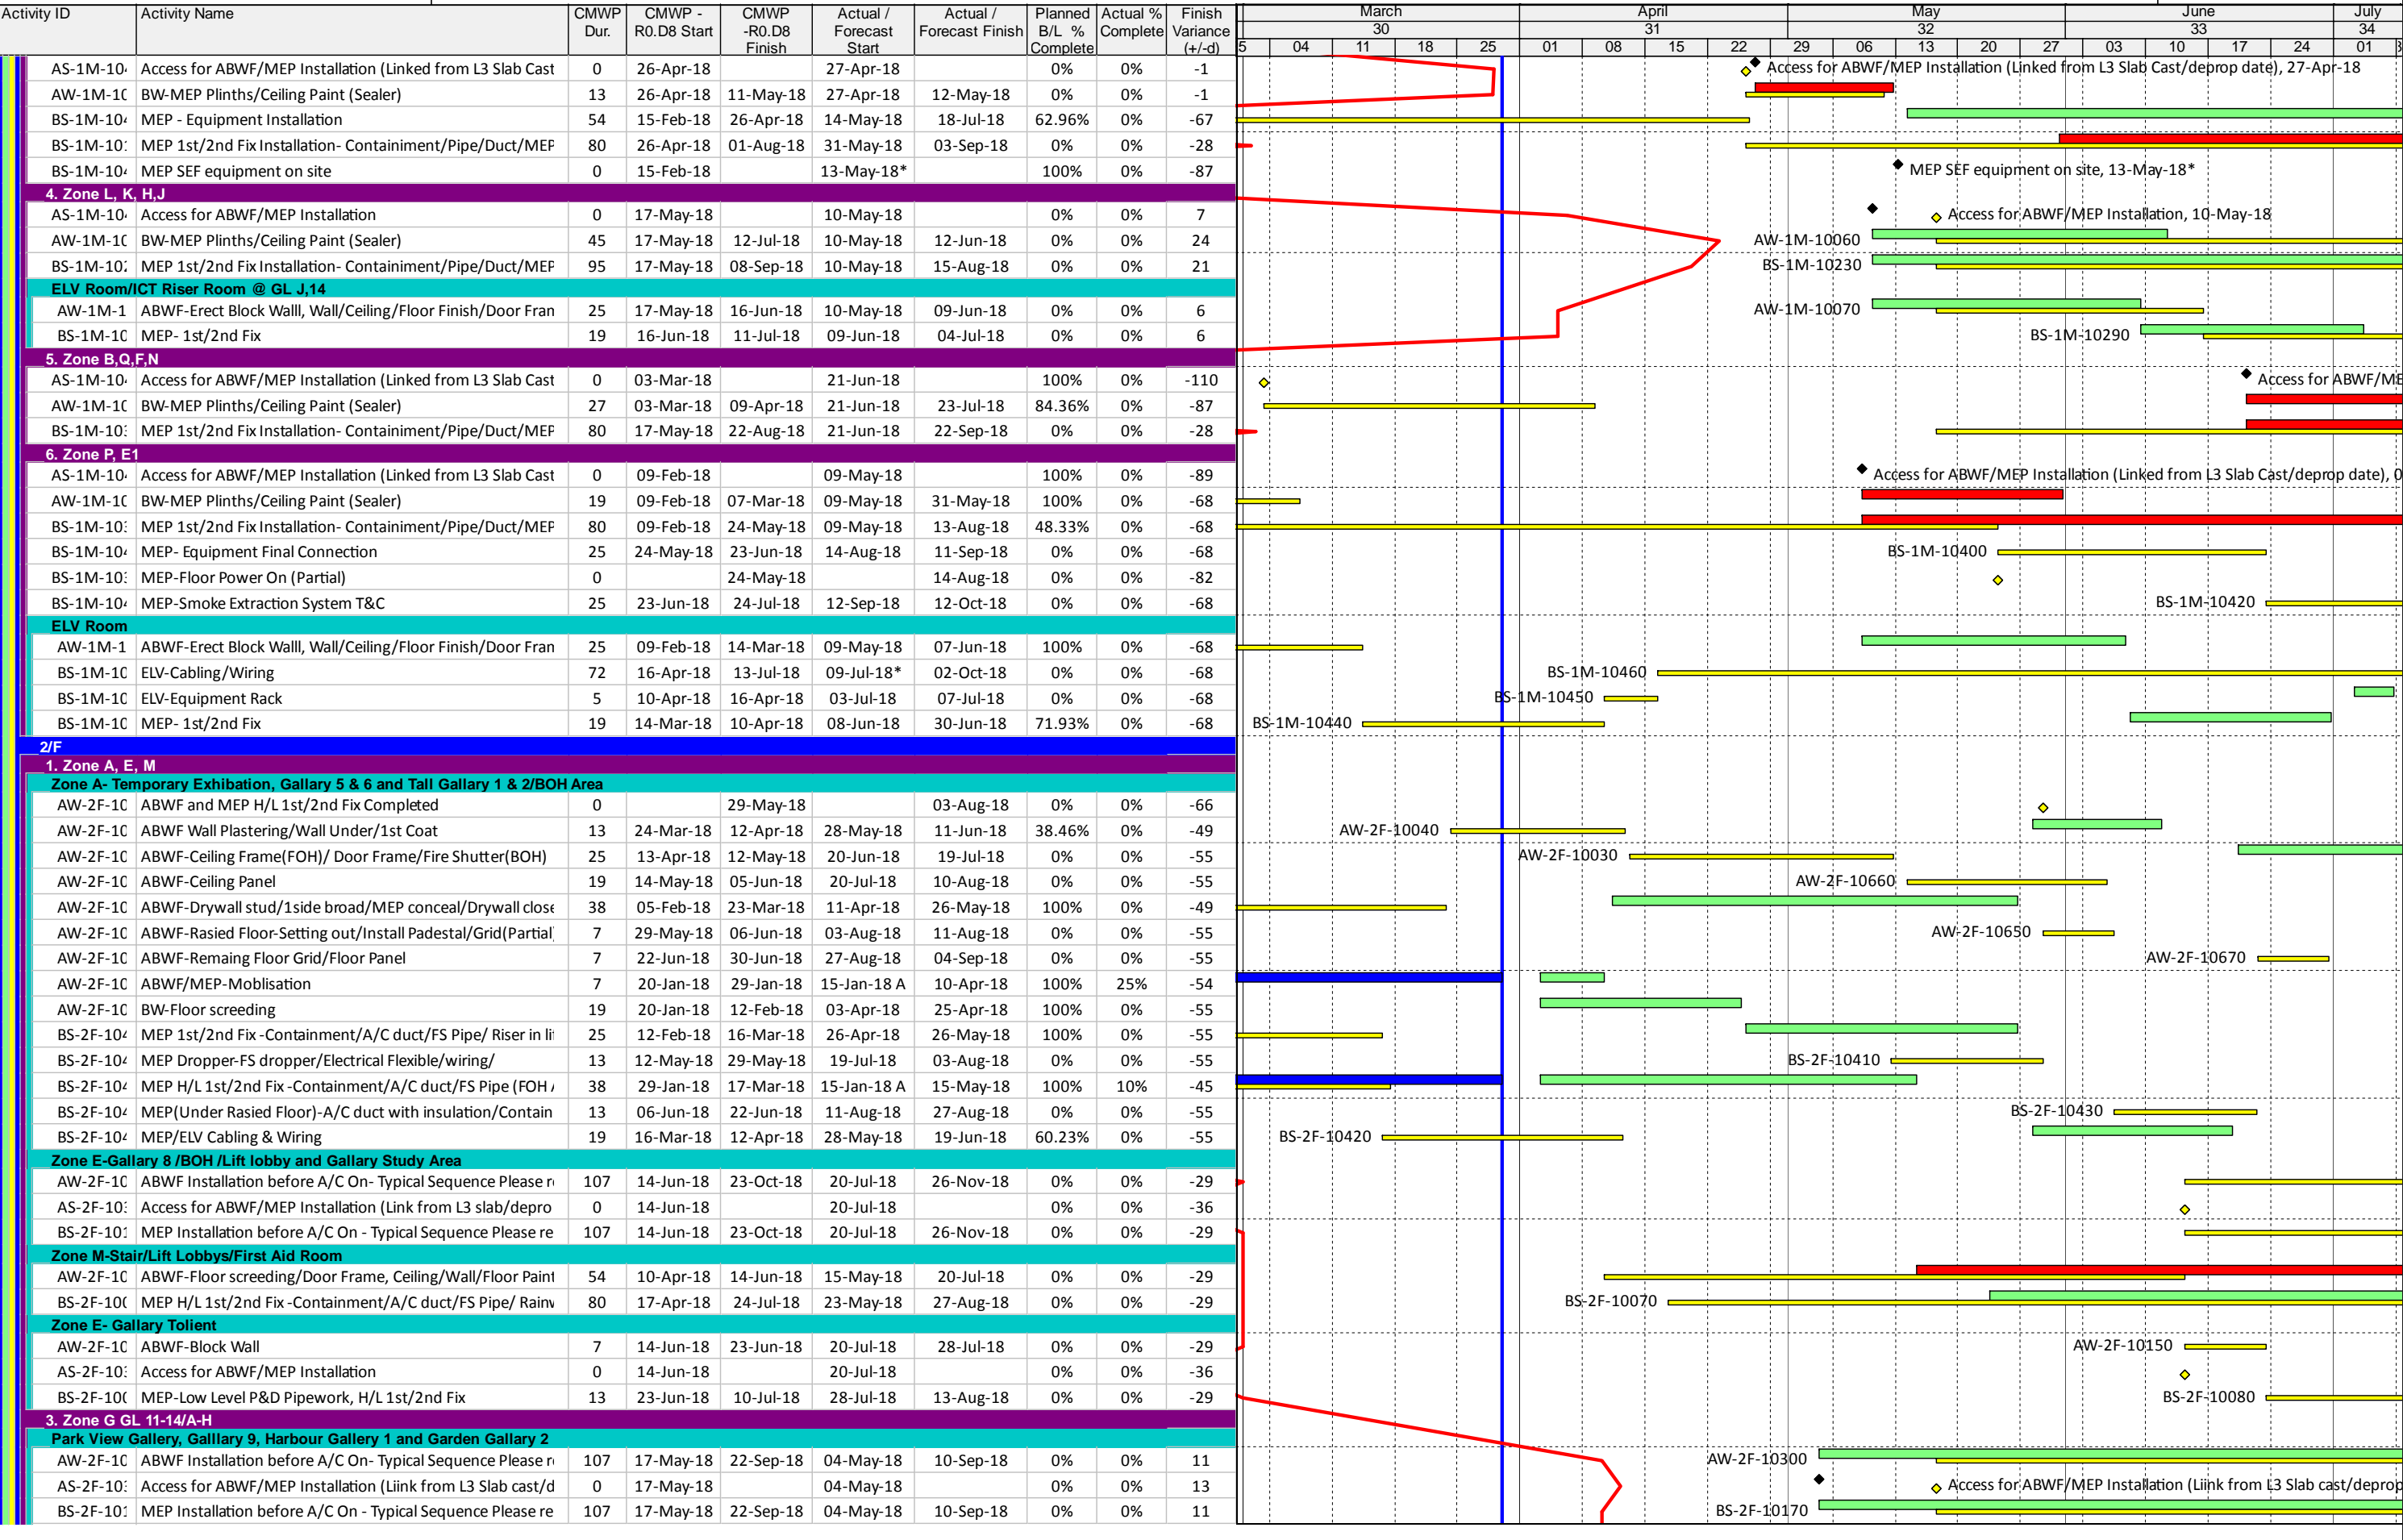 Activity ID Activity Name CMWP Dur. CMWP - R0.D8 Start CMWP -R0.D8 Finish Actual / Forecast Start Actual / Forecast Finish Planned B/L % Complete Actual % Complete Finish Variance (+/-d)
March April May June July
30 31 32 33 34
5 04 11 18 25 01 08 15 22 29 06 13 20 27 03 10 17 24 01
AS-1M-10 Access for ABWF/MEP Installation (Linked from L3 Slab Cast 0 26-Apr-18 27-Apr-18 0% 0% -1 Access for ABWF/MEP Installation (Linked from L3 Slab Cast/deprop date), 27-Apr-18
AW-1M-10 BW-MEP Plinths/Ceiling Paint (Sealer) 13 26-Apr-18 11-May-18 27-Apr-18 12-May-18 0% 0% -1
BS-1M-10 MEP - Equipment Installation 54 15-Feb-18 26-Apr-18 14-May-18 18-Jul-18 62.96% 0% -67
BS-1M-10 MEP 1st/2nd Fix Installation- Containiment/Pipe/Duct/MEP 80 26-Apr-18 01-Aug-18 31-May-18 03-Sep-18 0% 0% -28
BS-1M-10 MEP SEF equipment on site 0 15-Feb-18 13-May-18* 100% 0% -87 MEP SEF equipment on site, 13-May-18*
4. Zone L, K, H,J
AS-1M-10 Access for ABWF/MEP Installation 0 17-May-18 10-May-18 0% 0% 7 Access for ABWF/MEP Installation, 10-May-18
AW-1M-10 BW-MEP Plinths/Ceiling Paint (Sealer) 45 17-May-18 12-Jul-18 10-May-18 12-Jun-18 0% 0% 24 AW-1M-10060
BS-1M-10 MEP 1st/2nd Fix Installation- Containiment/Pipe/Duct/MEP 95 17-May-18 08-Sep-18 10-May-18 15-Aug-18 0% 0% 21 BS-1M-10230
ELV Room/ICT Riser Room @ GL J,14
AW-1M-1 ABWF-Erect Block Walll, Wall/Ceiling/Floor Finish/Door Fran 25 17-May-18 16-Jun-18 10-May-18 09-Jun-18 0% 0% 6 AW-1M-10070
BS-1M-10 MEP- 1st/2nd Fix 19 16-Jun-18 11-Jul-18 09-Jun-18 04-Jul-18 0% 0% 6 BS-1M-10290
5. Zone B,Q,F,N
AS-1M-10 Access for ABWF/MEP Installation (Linked from L3 Slab Cast 0 03-Mar-18 21-Jun-18 100% 0% -110 Access for ABWF/ME
AW-1M-10 BW-MEP Plinths/Ceiling Paint (Sealer) 27 03-Mar-18 09-Apr-18 21-Jun-18 23-Jul-18 84.36% 0% -87
BS-1M-10 MEP 1st/2nd Fix Installation- Containiment/Pipe/Duct/MEP 80 17-May-18 22-Aug-18 21-Jun-18 22-Sep-18 0% 0% -28
6. Zone P, E1
AS-1M-10 Access for ABWF/MEP Installation (Linked from L3 Slab Cast 0 09-Feb-18 09-May-18 100% 0% -89 Access for ABWF/MEP Installation (Linked from L3 Slab Cast/deprop date), 0
AW-1M-10 BW-MEP Plinths/Ceiling Paint (Sealer) 19 09-Feb-18 07-Mar-18 09-May-18 31-May-18 100% 0% -68
BS-1M-10 MEP 1st/2nd Fix Installation- Containiment/Pipe/Duct/MEP 80 09-Feb-18 24-May-18 09-May-18 13-Aug-18 48.33% 0% -68
BS-1M-10 MEP- Equipment Final Connection 25 24-May-18 23-Jun-18 14-Aug-18 11-Sep-18 0% 0% -68 BS-1M-10400
BS-1M-10 MEP-Floor Power On (Partial) 0 24-May-18 14-Aug-18 0% 0% -82
BS-1M-10 MEP-Smoke Extraction System T&C 25 23-Jun-18 24-Jul-18 12-Sep-18 12-Oct-18 0% 0% -68 BS-1M-10420
ELV Room
AW-1M-1 ABWF-Erect Block Walll, Wall/Ceiling/Floor Finish/Door Fran 25 09-Feb-18 14-Mar-18 09-May-18 07-Jun-18 100% 0% -68
BS-1M-10 ELV-Cabling/Wiring 72 16-Apr-18 13-Jul-18 09-Jul-18* 02-Oct-18 0% 0% -68 BS-1M-10460
BS-1M-10 ELV-Equipment Rack 5 10-Apr-18 16-Apr-18 03-Jul-18 07-Jul-18 0% 0% -68 BS-1M-10450
BS-1M-10 MEP- 1st/2nd Fix 19 14-Mar-18 10-Apr-18 08-Jun-18 30-Jun-18 71.93% 0% -68 BS-1M-10440
2/F
1. Zone A, E, M
Zone A- Temporary Exhibation, Gallary 5 & 6 and Tall Gallary 1 & 2/BOH Area
AW-2F-10 ABWF and MEP H/L 1st/2nd Fix Completed 0 29-May-18 03-Aug-18 0% 0% -66
AW-2F-10 ABWF Wall Plastering/Wall Under/1st Coat 13 24-Mar-18 12-Apr-18 28-May-18 11-Jun-18 38.46% 0% -49 AW-2F-10040
AW-2F-10 ABWF-Ceiling Frame(FOH)/ Door Frame/Fire Shutter(BOH) 25 13-Apr-18 12-May-18 20-Jun-18 19-Jul-18 0% 0% -55 AW-2F-10030
AW-2F-10 ABWF-Ceiling Panel 19 14-May-18 05-Jun-18 20-Jul-18 10-Aug-18 0% 0% -55 AW-2F-10660
AW-2F-10 ABWF-Drywall stud/1side broad/MEP conceal/Drywall close 38 05-Feb-18 23-Mar-18 11-Apr-18 26-May-18 100% 0% -49
AW-2F-10 ABWF-Rasied Floor-Setting out/Install Padestal/Grid(Partial 7 29-May-18 06-Jun-18 03-Aug-18 11-Aug-18 0% 0% -55 AW-2F-10650
AW-2F-10 ABWF-Remaing Floor Grid/Floor Panel 7 22-Jun-18 30-Jun-18 27-Aug-18 04-Sep-18 0% 0% -55 AW-2F-10670
AW-2F-10 ABWF/MEP-Moblisation 7 20-Jan-18 29-Jan-18 15-Jan-18 A 10-Apr-18 100% 25% -54
AW-2F-10 BW-Floor screeding 19 20-Jan-18 12-Feb-18 03-Apr-18 25-Apr-18 100% 0% -55
BS-2F-104 MEP 1st/2nd Fix -Containment/A/C duct/FS Pipe/ Riser in lif 25 12-Feb-18 16-Mar-18 26-Apr-18 26-May-18 100% 0% -55
BS-2F-104 MEP Dropper-FS dropper/Electrical Flexible/wiring/ 13 12-May-18 29-May-18 19-Jul-18 03-Aug-18 0% 0% -55 BS-2F-10410
BS-2F-104 MEP H/L 1st/2nd Fix -Containment/A/C duct/FS Pipe (FOH 38 29-Jan-18 17-Mar-18 15-Jan-18 A 15-May-18 100% 10% -45
BS-2F-104 MEP(Under Rasied Floor)-A/C duct with insulation/Contain 13 06-Jun-18 22-Jun-18 11-Aug-18 27-Aug-18 0% 0% -55 BS-2F-10430
BS-2F-104 MEP/ELV Cabling & Wiring 19 16-Mar-18 12-Apr-18 28-May-18 19-Jun-18 60.23% 0% -55 BS-2F-10420
Zone E-Gallary 8 /BOH /Lift lobby and Gallary Study Area
AW-2F-10 ABWF Installation before A/C On- Typical Sequence Please r 107 14-Jun-18 23-Oct-18 20-Jul-18 26-Nov-18 0% 0% -29
AS-2F-10 Access for ABWF/MEP Installation (Link from L3 slab/depro 0 14-Jun-18 20-Jul-18 0% 0% -36
BS-2F-101 MEP Installation before A/C On - Typical Sequence Please re 107 14-Jun-18 23-Oct-18 20-Jul-18 26-Nov-18 0% 0% -29
Zone M-Stair/Lift Lobbys/First Aid Room
AW-2F-10 ABWF-Floor screeding/Door Frame, Ceiling/Wall/Floor Paint 54 10-Apr-18 14-Jun-18 15-May-18 20-Jul-18 0% 0% -29
BS-2F-100 MEP H/L 1st/2nd Fix -Containment/A/C duct/FS Pipe/ Rainw 80 17-Apr-18 24-Jul-18 23-May-18 27-Aug-18 0% 0% -29 BS-2F-10070
Zone E- Gallary Tolient
AW-2F-10 ABWF-Block Wall 7 14-Jun-18 23-Jun-18 20-Jul-18 28-Jul-18 0% 0% -29 AW-2F-10150
AS-2F-10 Access for ABWF/MEP Installation 0 14-Jun-18 20-Jul-18 0% 0% -36
BS-2F-100 MEP-Low Level P&D Pipework, H/L 1st/2nd Fix 13 23-Jun-18 10-Jul-18 28-Jul-18 13-Aug-18 0% 0% -29 BS-2F-10080
3. Zone G GL 11-14/A-H
Park View Gallery, Galllary 9, Harbour Gallery 1 and Garden Gallary 2
AW-2F-10 ABWF Installation before A/C On- Typical Sequence Please r 107 17-May-18 22-Sep-18 04-May-18 10-Sep-18 0% 0% 11 AW-2F-10300
AS-2F-10 Access for ABWF/MEP Installation (Liink from L3 Slab cast/d 0 17-May-18 04-May-18 0% 0% 13 Access for ABWF/MEP Installation (Liink from L3 Slab cast/deprop
BS-2F-101 MEP Installation before A/C On - Typical Sequence Please re 107 17-May-18 22-Sep-18 04-May-18 10-Sep-18 0% 0% 11 BS-2F-10170